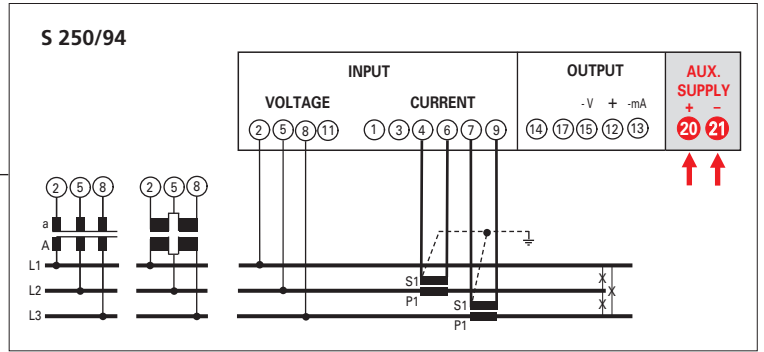 S 250/94
INPUT
OUTPUT
AUX.
SUPPLY
VOLTAGE
CURRENT
- V + -mA
+ −
2 5 8 11
1 3 4 6 7 9
14 17 15 12 13
20 21
2 5 8
2 5 8
a
A
L1
L2
L3
S1
P1
S1
P1
X
X
X